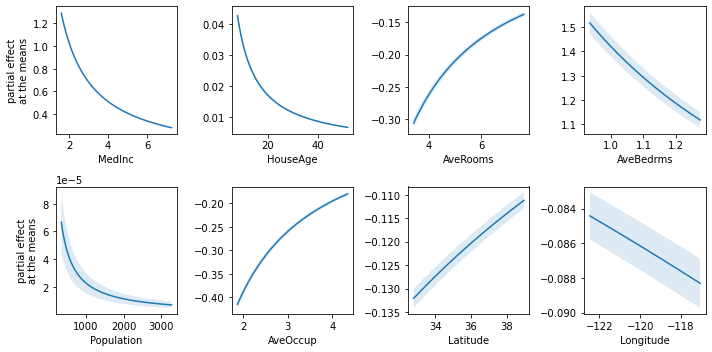 partial effect
at the means
1.2
1.0
0.8
0.6
0.4
2 4 6
MedInc
0.04
0.03
0.02
0.01
20 40
HouseAge
−0.15
−0.20
−0.25
−0.30
4 6
AveRooms
1.5
1.4
1.3
1.2
1.1
1.0 1.1 1.2
AveBedrms
partial effect
at the means
1e−5
8
6
4
2
1000 2000 3000
Population
−0.20
−0.25
−0.30
−0.35
−0.40
2 3 4
AveOccup
−0.110
−0.115
−0.120
−0.125
−0.130
−0.135
34 36 38
Latitude
−0.084
−0.086
−0.088
−0.090
−122 −120 −118
Longitude